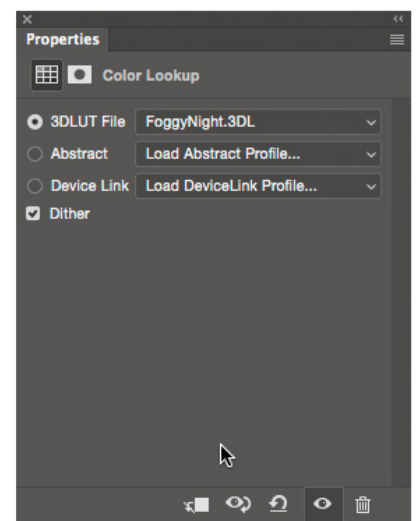 Properties
Color Lookup
3DLUT File FoggyNight.3DL
Abstract Load Abstract Profile...
Device Link Load DeviceLink Profile...
Dither